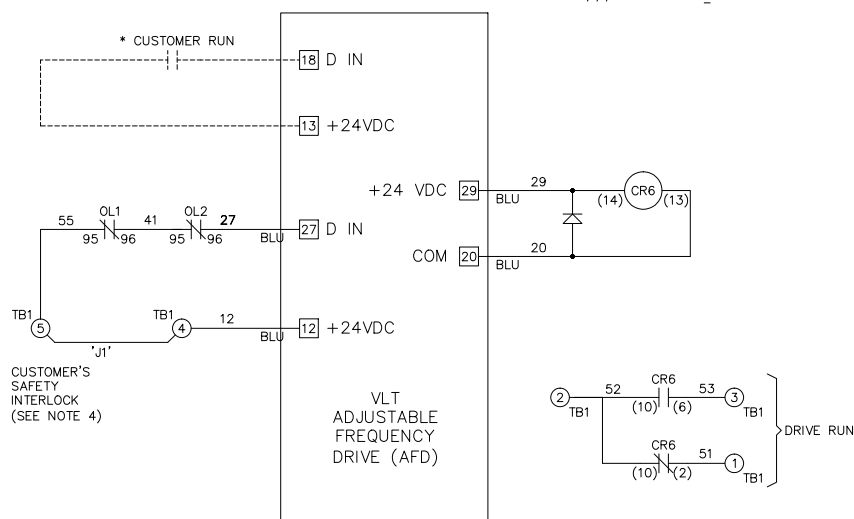 * CUSTOMER RUN
18 D IN
13 +24VDC
+24 VDC 29
29
BLU
CR6
(14) (13)
55 OL1 41 OL2 27
95 96 95 96 BLU
27 D IN
COM 20
20
BLU
TB1 TB1 12
5 4 BLU
12 +24VDC
'J1'
CUSTOMER'S
SAFETY
INTERLOCK
(SEE NOTE 4)
VLT
ADJUSTABLE
FREQUENCY
DRIVE (AFD)
2 TB1 52 CR6 53 3 TB1
(10) (6)
DRIVE RUN
CR6 51 1 TB1
(10) (2)